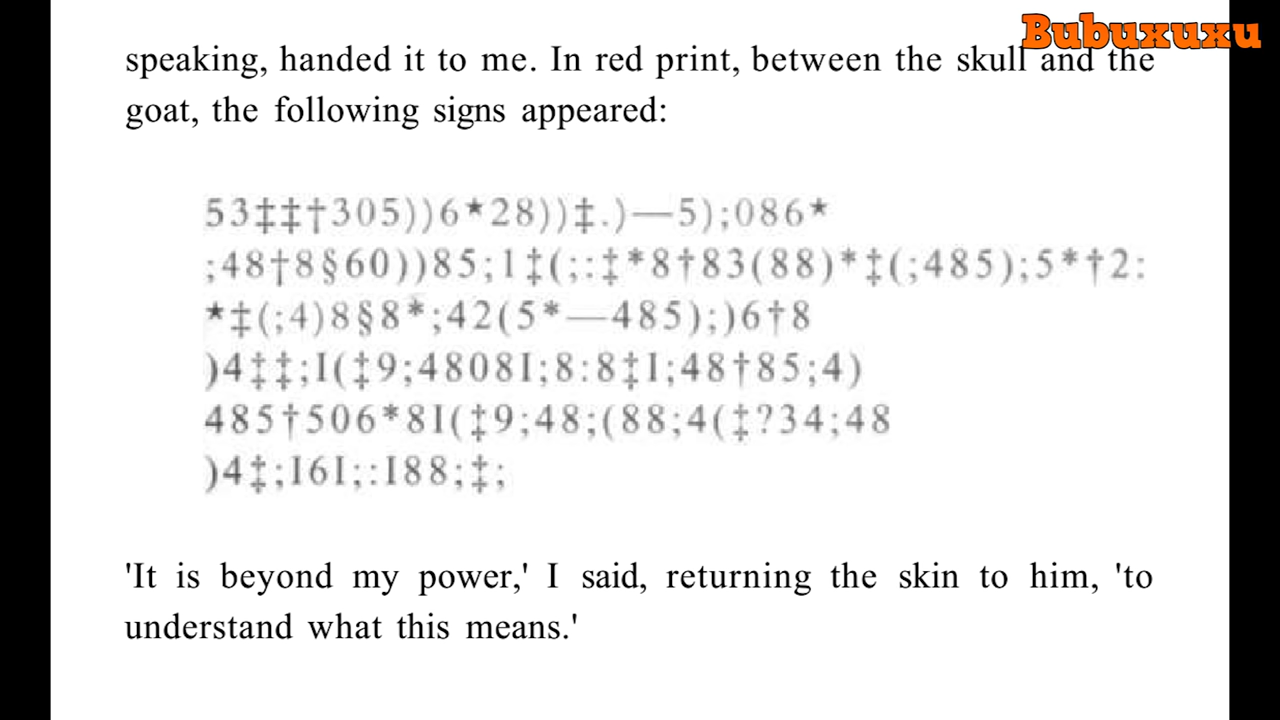 Bubuxuxu
speaking, handed it to me. In red print, between the skull and the
goat, the following signs appeared:
53‡‡†305))6★28))‡.)—5);086★
;48†8§60))85;1‡(;:‡*8†83(88)*‡(;485);5*†2:
★‡(;4)8§8*;42(5*—485);)6†8
)4‡‡;I(‡9;4808I;8:8‡I;48†85;4)
485†506*8I(‡9;48;(88;4(‡?34;48
)4‡;I6I;:I88;‡;
'It is beyond my power,' I said, returning the skin to him, 'to
understand what this means.'